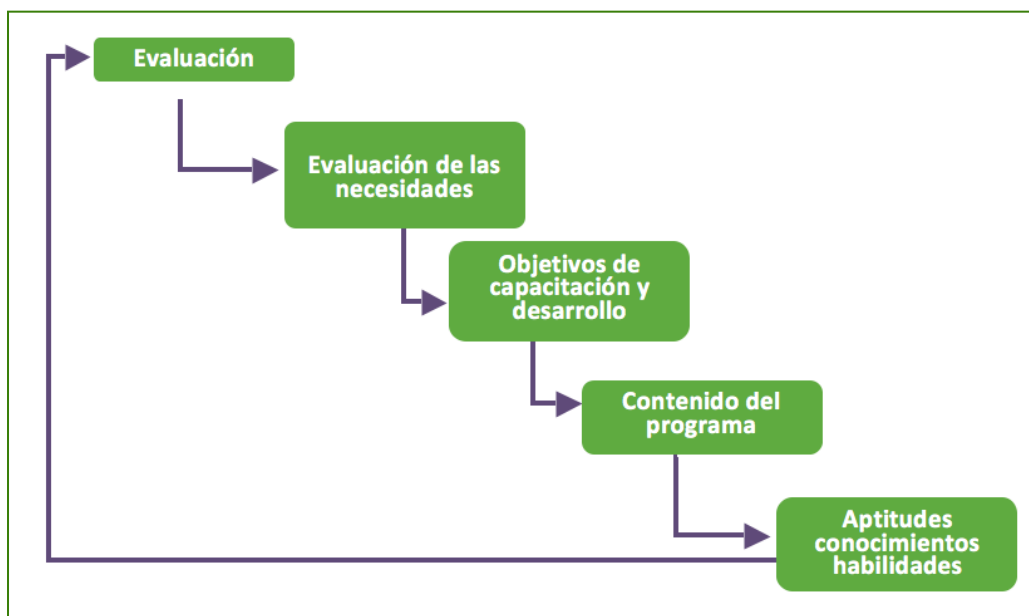 Evaluación
Evaluación de las
necesidades
Objetivos de
capacitación y
desarrollo
Contenido del
programa
Aptitudes
conocimientos
habilidades